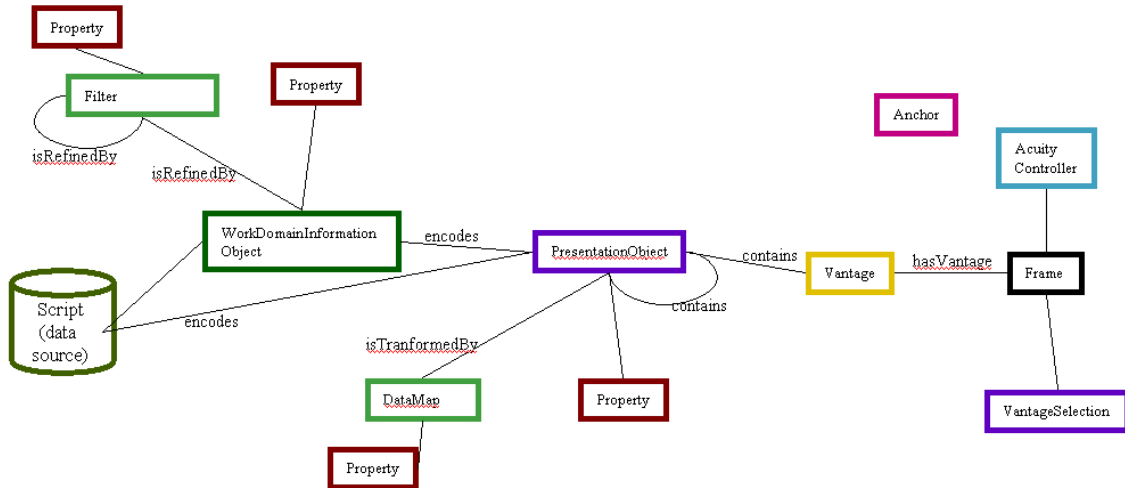 Property
Filter
Property
isRefinedBy
isRefinedBy
Anchor
Acuity
Controller
WorkDomainInformation
Object
encodes
PresentationObject
contains
Vantage
hasVantage
Frame
Script
(data
source)
encodes
contains
isTranformedBy
DataMap
Property
VantageSelection
Property